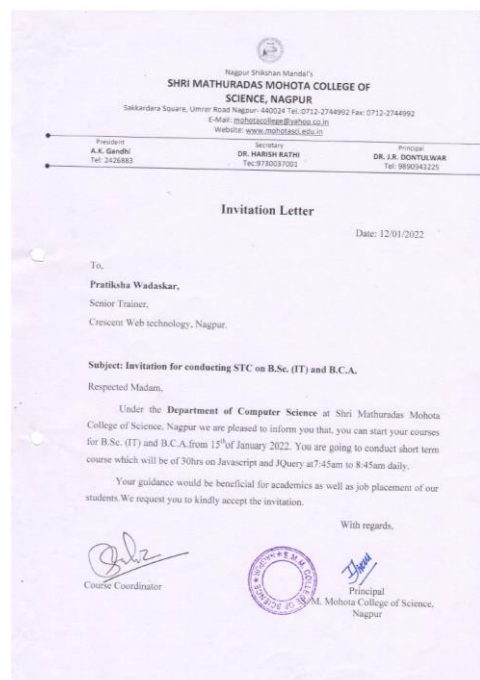 Nagpur Shikshan Mandal's
SHRI MATHURADAS MOHOTA COLLEGE OF
SCIENCE, NAGPUR
Sakkardara Square, Umrer Road Nagpur- 440024 Tel.:0712-2744992 Fax: 0712-2744992
E-Mail: mohotacollege@yahoo.co.in
Website: www.mohotasci.edu.in
President
A.K. Gandhi
Tel: 2426883
Secretary
DR. HARISH RATHI
Tec:9730037001
Principal
DR. J.R. DONTULWAR
Tel: 9890943225
Invitation Letter
Date: 12/01/2022
To,
Pratiksha Wadaskar,
Senior Trainer,
Crescent Web technology, Nagpur.
Subject: Invitation for conducting STC on B.Sc. (IT) and B.C.A.
Respected Madam,
Under the Department of Computer Science at Shri Mathuradas Mohota
College of Science, Nagpur we are pleased to inform you that, you can start your courses
for B.Sc. (IT) and B.C.A.from 15th of January 2022. You are going to conduct short term
course which will be of 30hrs on Javascript and JQuery at7:45am to 8:45am daily.
Your guidance would be beneficial for academics as well as job placement of our
students.We request you to kindly accept the invitation.
With regards,
Course Coordinator
S.M.M. COLLEGE OF SCIENCE
Principal
M. Mohota College of Science,
Nagpur